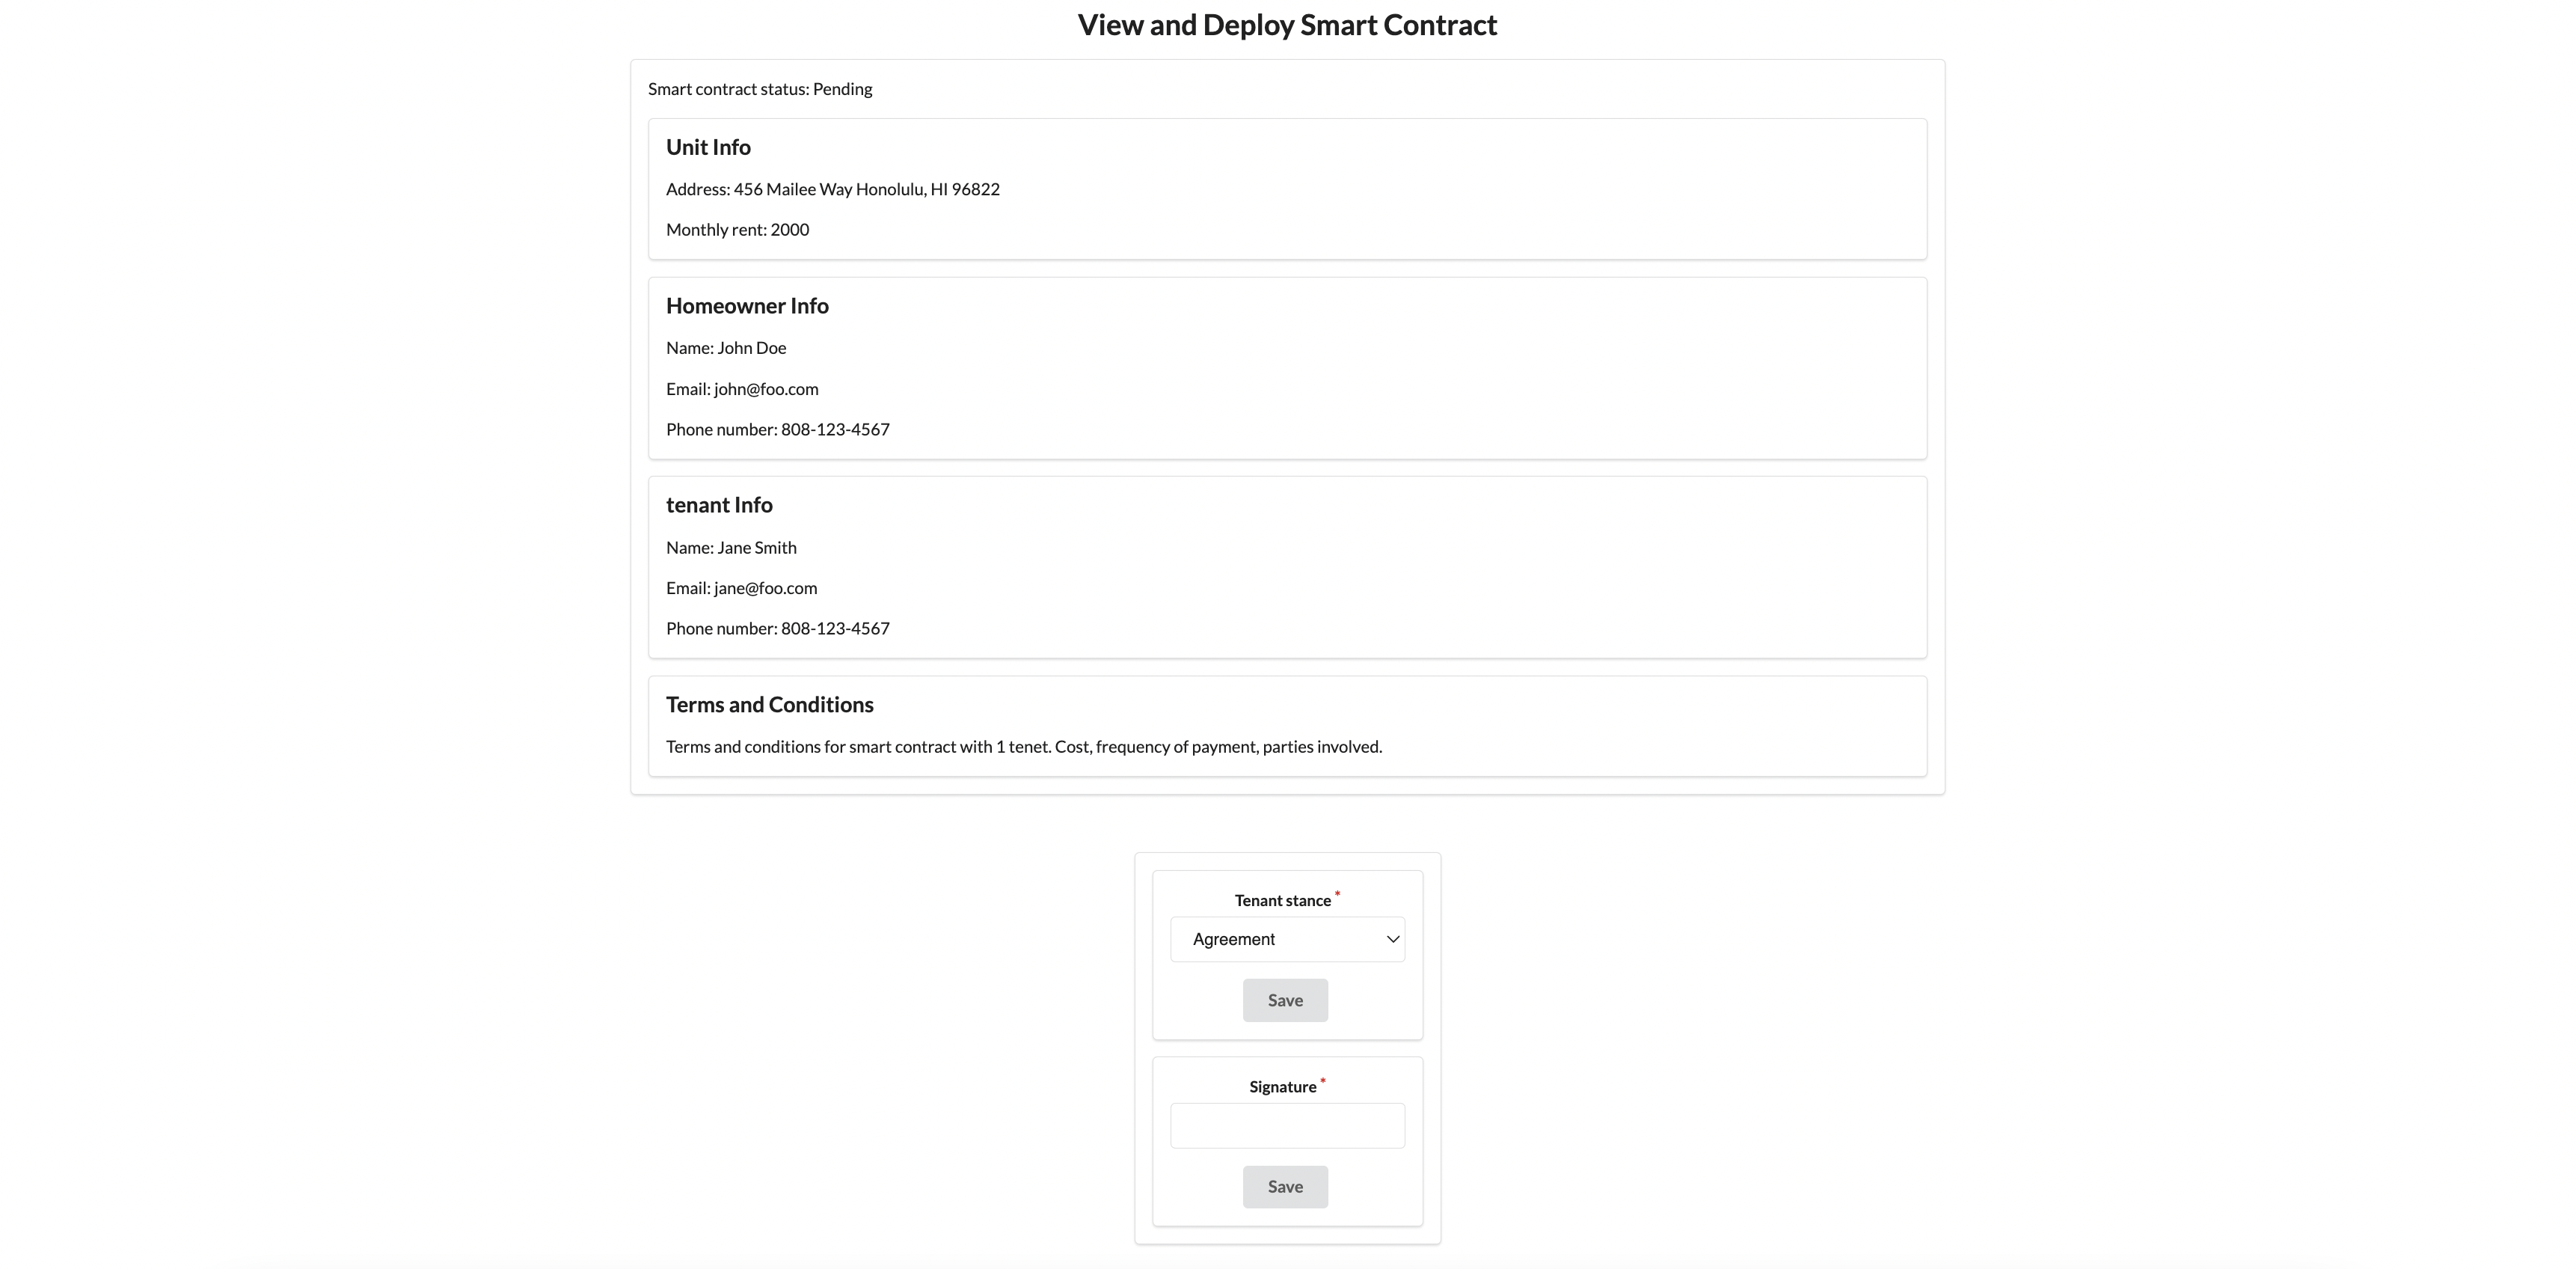 View and Deploy Smart Contract
Smart contract status: Pending
Unit Info
Address: 456 Mailee Way Honolulu, HI 96822
Monthly rent: 2000
Homeowner Info
Name: John Doe
Email: john@foo.com
Phone number: 808-123-4567
tenant Info
Name: Jane Smith
Email: jane@foo.com
Phone number: 808-123-4567
Terms and Conditions
Terms and conditions for smart contract with 1 tenet. Cost, frequency of payment, parties involved.
Tenant stance *
Agreement
Save
Signature *
Save